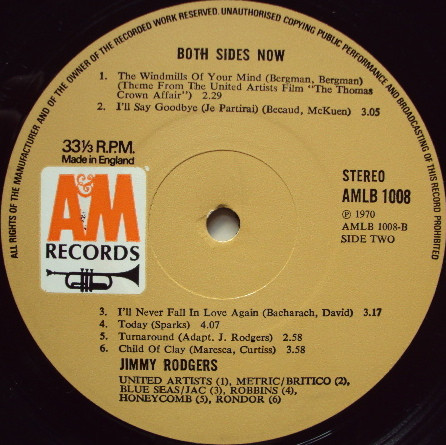 ALL RIGHTS OF THE MANUFACTURER AND OF THE OWNER OF THE RECORDED WORK RESERVED. UNAUTHORISED COPYING PUBLIC PERFORMANCE AND BROADCASTING OF THIS RECORD PROHIBITED
BOTH SIDES NOW
1. The Windmills Of Your Mind (Bergman, Bergman)
(Theme From The United Artists Film "The Thomas
Crown Affair") 2.29
2. I'll Say Goodbye (Je Partirai) (Becaud, McKuen) 3.05
33⅓ R.P.M.
Made in England
A&M
RECORDS
STEREO
AMLB 1008
℗ 1970
AMLB 1008-B
SIDE TWO
3. I'll Never Fall In Love Again (Bacharach, David) 3.17
4. Today (Sparks) 4.07
5. Turnaround (Adapt. J. Rodgers) 2.58
6. Child Of Clay (Maresca, Curtiss) 3.58
JIMMY RODGERS
UNITED ARTISTS (1), METRIC/BRITICO (2),
BLUE SEAS/JAC (3), ROBBINS (4),
HONEYCOMB (5), RONDOR (6)